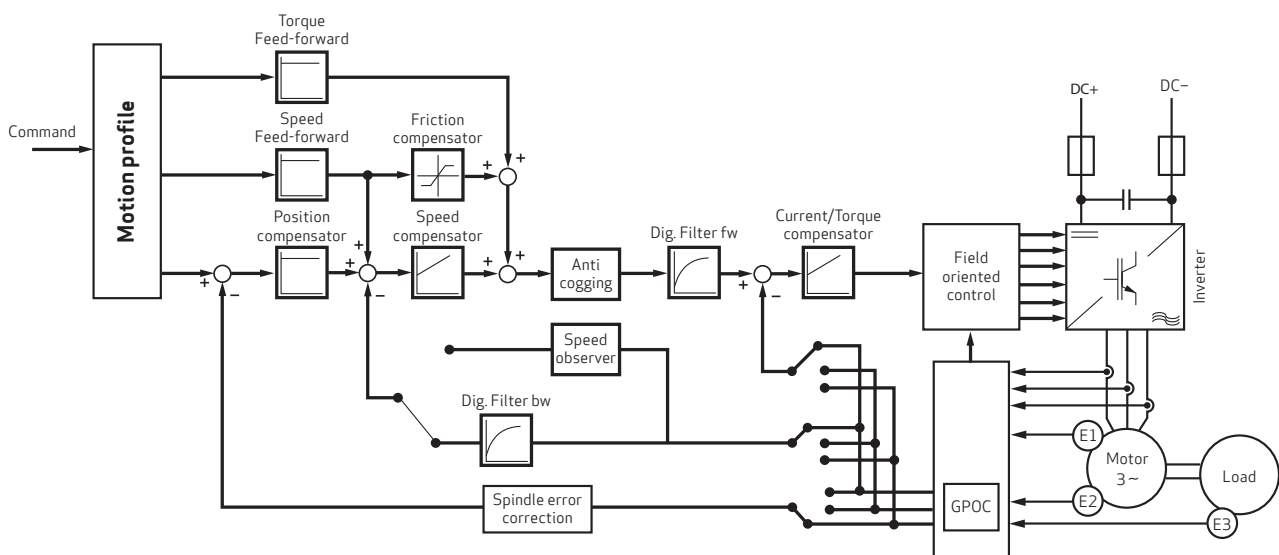 Torque
Feed-forward
Command
Motion profile
Speed
Feed-forward
Friction
compensator
+
+
Position
compensator
Speed
compensator
+
+
+
+
+
−
−
Anti
cogging
Dig. Filter fw
Current/Torque
compensator
+
−
Field
oriented
control
DC+
DC−
Inverter
Speed
observer
Dig. Filter bw
Spindle error
correction
GPOC
E1
E2
Motor
3~
Load
E3